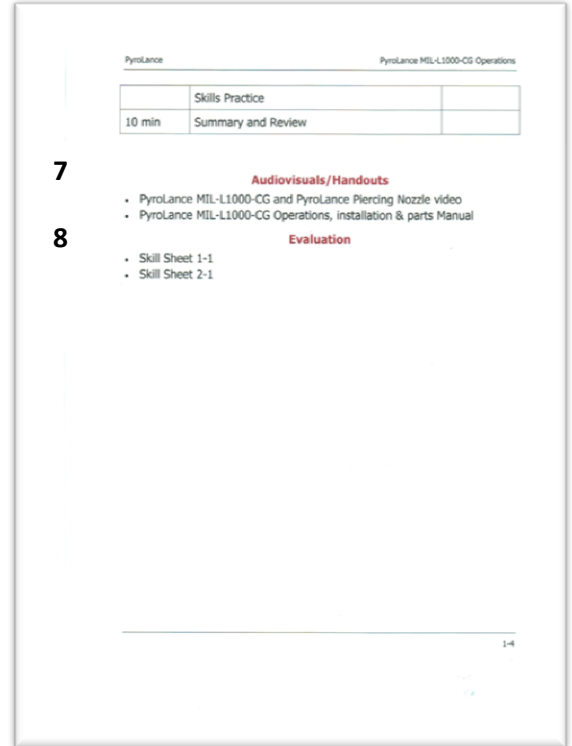 PyroLance PyroLance MIL-L1000-CG Operations
Skills Practice
10 min Summary and Review
7
Audiovisuals/Handouts
• PyroLance MIL-L1000-CG and PyroLance Piercing Nozzle video
• PyroLance MIL-L1000-CG Operations, installation & parts Manual
8
Evaluation
• Skill Sheet 1-1
• Skill Sheet 2-1
1-4